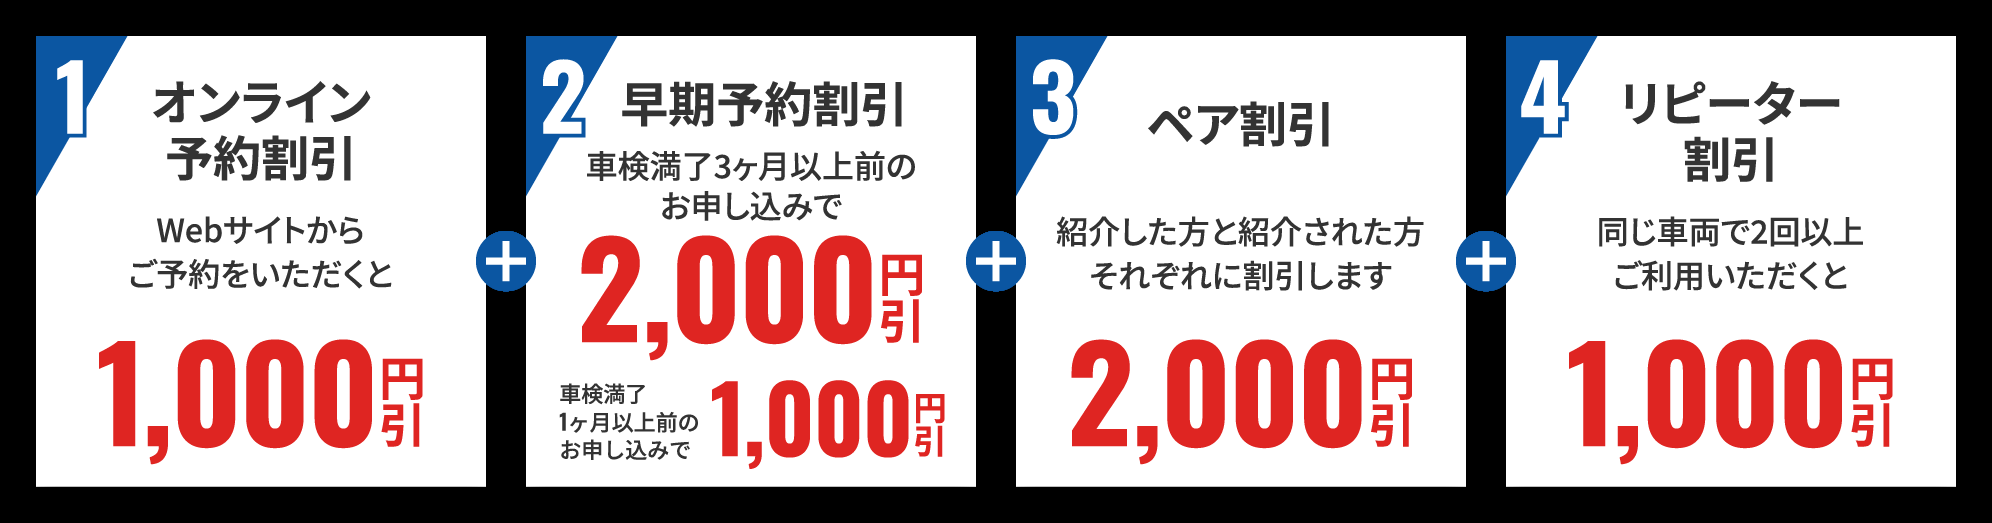 1
オンライン
予約割引
Webサイトから
ご予約をいただくと
1,000円引
+
2
早期予約割引
車検満了3ヶ月以上前の
お申し込みで
2,000円引
車検満了
1ヶ月以上前の
お申し込みで
1,000円引
+
3
ペア割引
紹介した方と紹介された方
それぞれに割引します
2,000円引
+
4
リピーター
割引
同じ車両で2回以上
ご利用いただくと
1,000円引